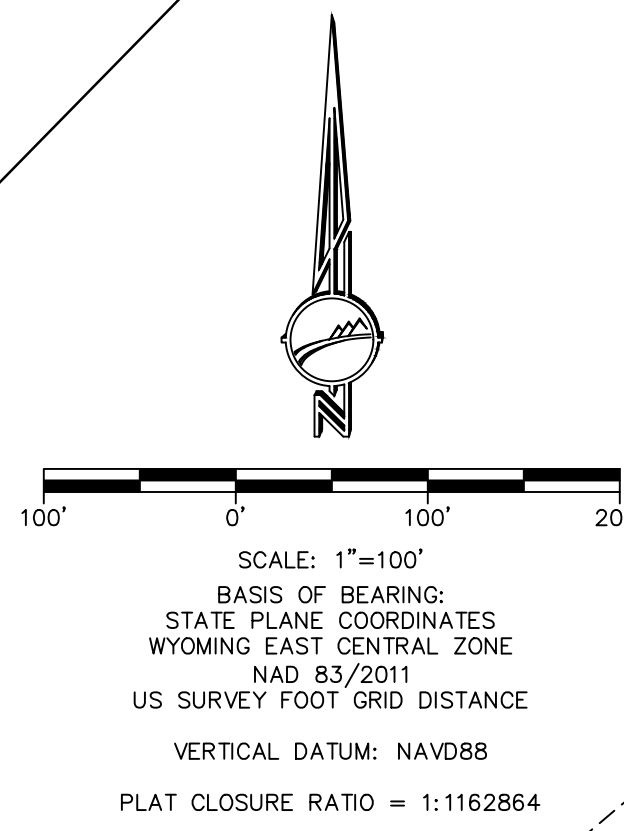 N
100' 0' 100' 20
SCALE: 1"=100'
BASIS OF BEARING:
STATE PLANE COORDINATES
WYOMING EAST CENTRAL ZONE
NAD 83/2011
US SURVEY FOOT GRID DISTANCE
VERTICAL DATUM: NAVD88
PLAT CLOSURE RATIO = 1:1162864